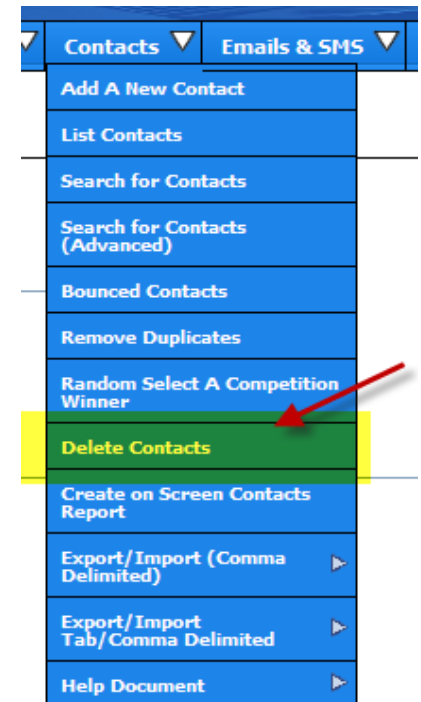 Contacts Emails & SMS
Add A New Contact
List Contacts
Search for Contacts
Search for Contacts
(Advanced)
Bounced Contacts
Remove Duplicates
Random Select A Competition
Winner
Delete Contacts
Create on Screen Contacts
Report
Export/Import (Comma
Delimited)
Export/Import
Tab/Comma Delimited
Help Document